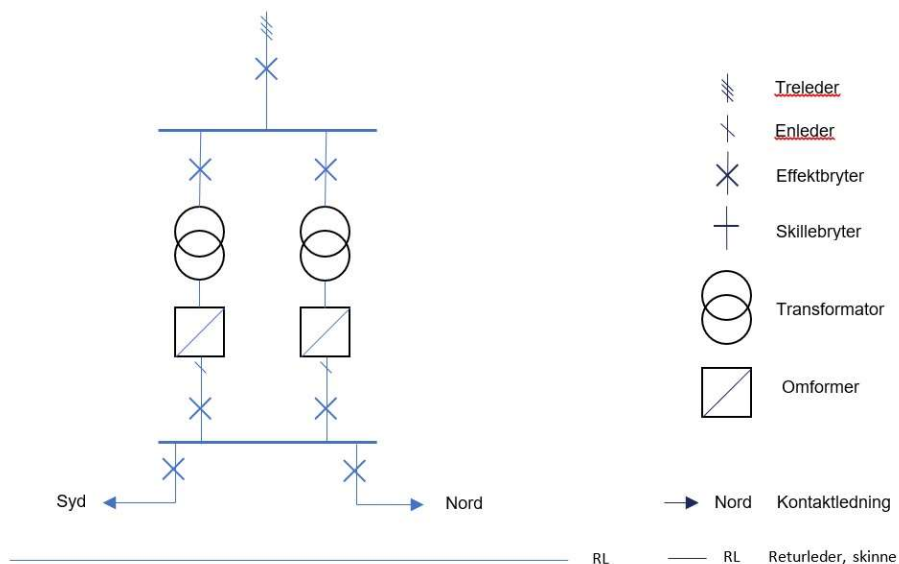 Treleder
Enleder
Effektbryter
Skillebryter
Transformator
Omformer
Syd
Nord
Nord Kontaktledning
RL
RL Returleder, skinne